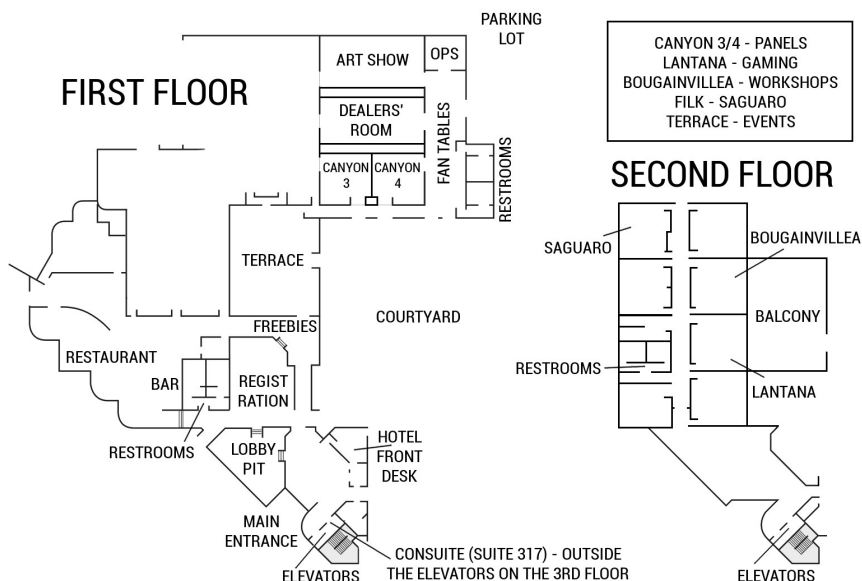 PARKING
LOT
ART SHOW
OPS
FIRST FLOOR
DEALERS'
ROOM
FAN TABLES
CANYON
3
CANYON
4
RESTROOMS
TERRACE
COURTYARD
FREEBIES
RESTAURANT
BAR
REGIST
RATION
RESTROOMS
LOBBY
PIT
HOTEL
FRONT
DESK
MAIN
ENTRANCE
ELEVATORS
CONSUITE (SUITE 317) - OUTSIDE
THE ELEVATORS ON THE 3RD FLOOR
CANYON 3/4 - PANELS
LANTANA - GAMING
BOUGAINVILLEA - WORKSHOPS
FILK - SAGUARO
TERRACE - EVENTS
SECOND FLOOR
SAGUARO
BOUGAINVILLEA
BALCONY
RESTROOMS
LANTANA
ELEVATORS